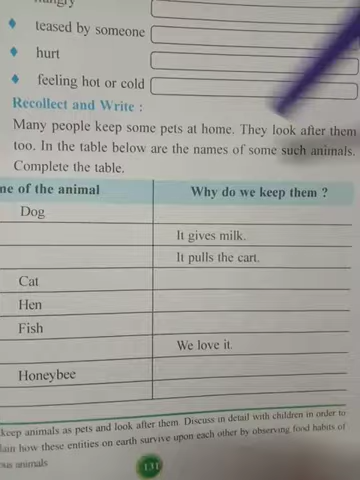 hungry
teased by someone
hurt
feeling hot or cold
Recollect and Write :
Many people keep some pets at home. They look after them
too. In the table below are the names of some such animals.
Complete the table.
me of the animal Why do we keep them ?
Dog
It gives milk.
It pulls the cart.
Cat
Hen
Fish
We love it.
Honeybee
keep animals as pets and look after them. Discuss in detail with children in order to
lain how these entities on earth survive upon each other by observing food habits of
ous animals
131